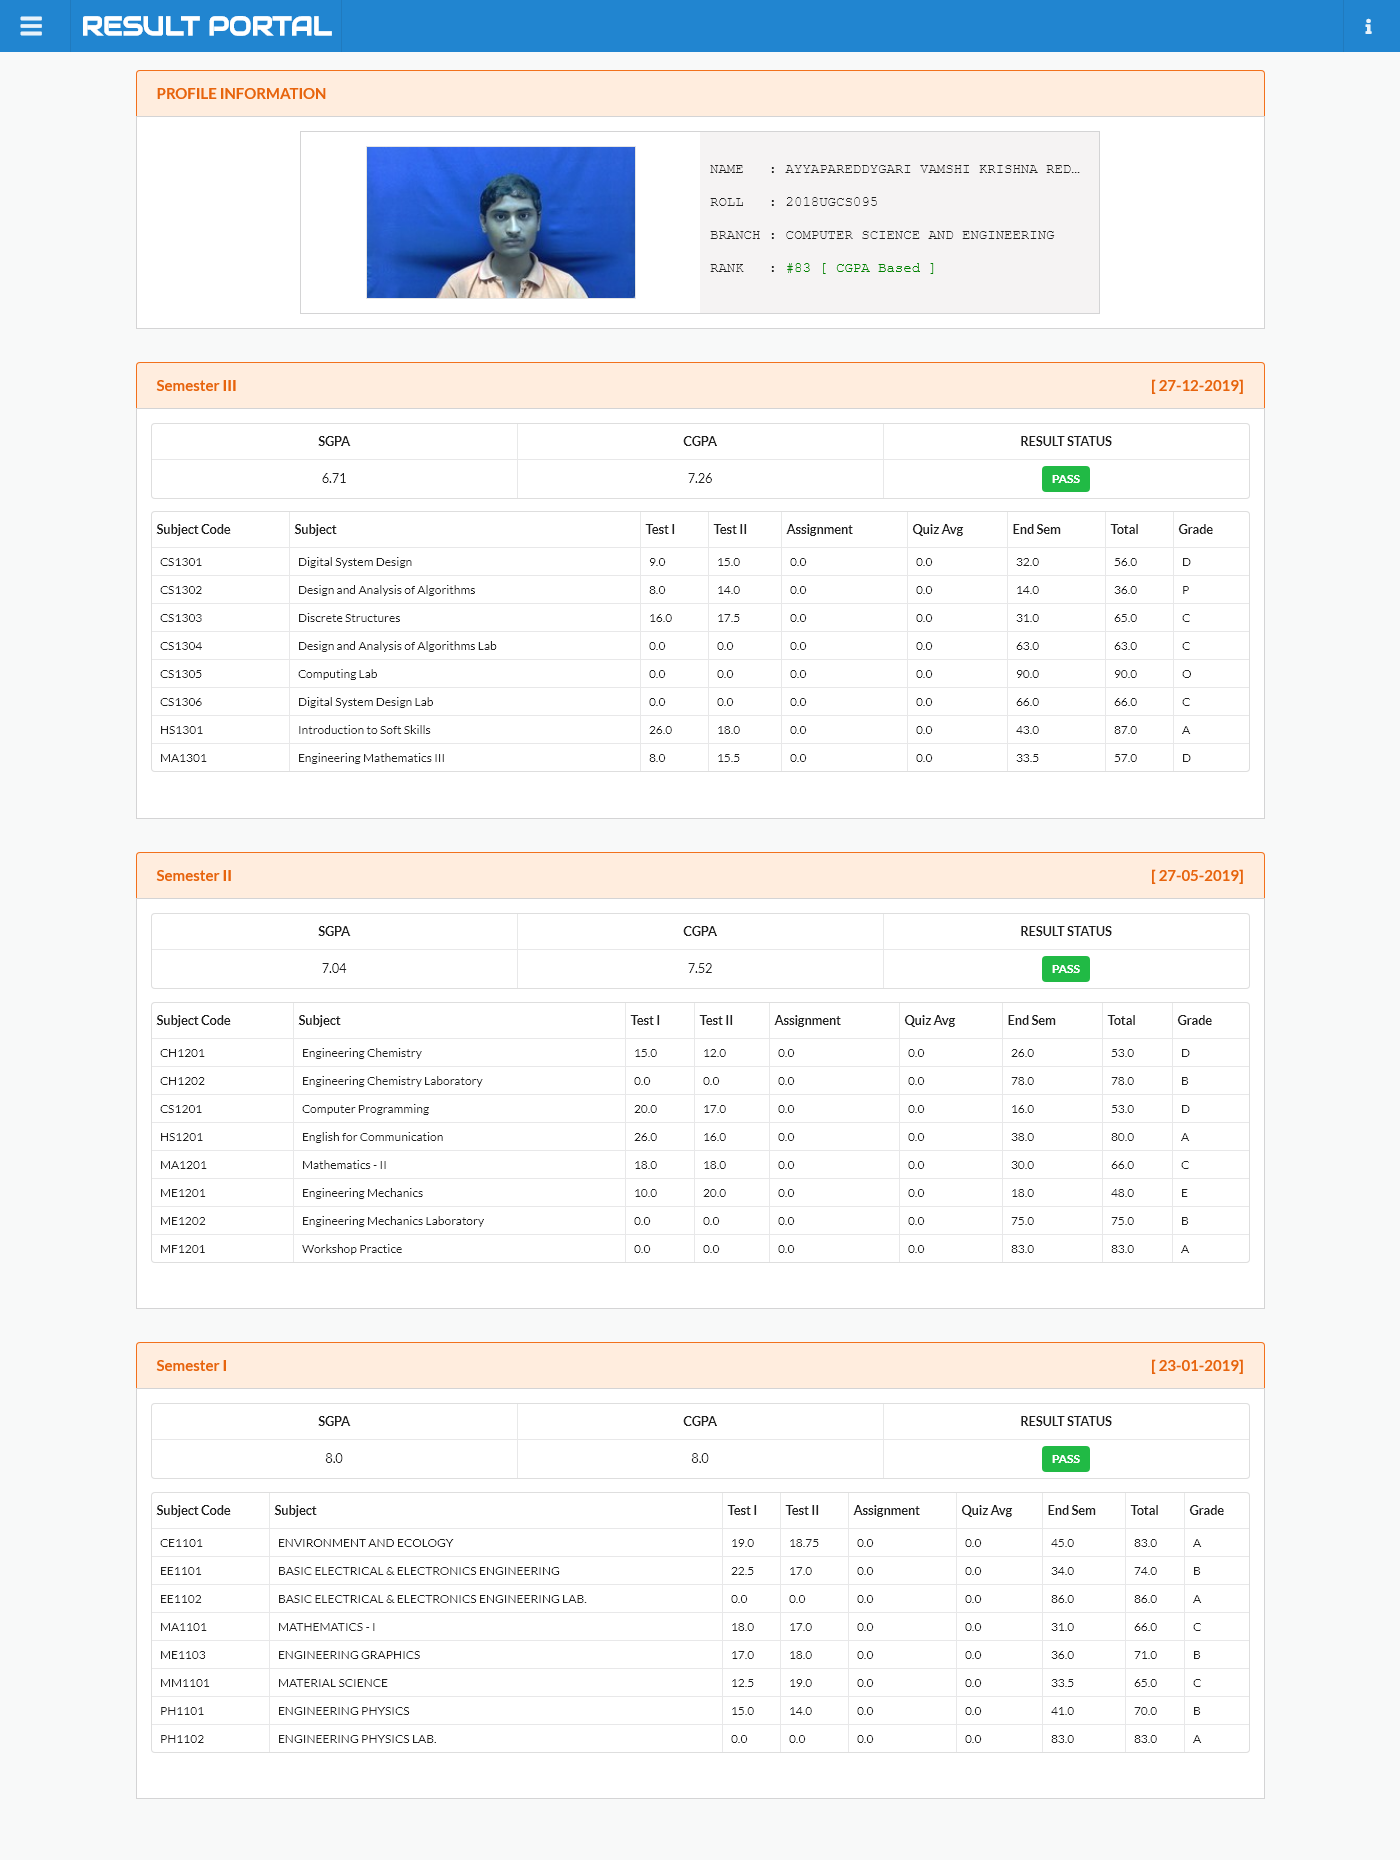 RESULT PORTAL
PROFILE INFORMATION
NAME : AYYAPAREDDYGARI VAMSHI KRISHNA RED...
ROLL : 2018UGCS095
BRANCH : COMPUTER SCIENCE AND ENGINEERING
RANK : #83 [ CGPA Based ]
Semester III [ 27-12-2019]
SGPA CGPA RESULT STATUS
6.71 7.26 PASS
Subject Code Subject Test I Test II Assignment Quiz Avg End Sem Total Grade
CS1301 Digital System Design 9.0 15.0 0.0 0.0 32.0 56.0 D
CS1302 Design and Analysis of Algorithms 8.0 14.0 0.0 0.0 14.0 36.0 P
CS1303 Discrete Structures 16.0 17.5 0.0 0.0 31.0 65.0 C
CS1304 Design and Analysis of Algorithms Lab 0.0 0.0 0.0 0.0 63.0 63.0 C
CS1305 Computing Lab 0.0 0.0 0.0 0.0 90.0 90.0 O
CS1306 Digital System Design Lab 0.0 0.0 0.0 0.0 66.0 66.0 C
HS1301 Introduction to Soft Skills 26.0 18.0 0.0 0.0 43.0 87.0 A
MA1301 Engineering Mathematics III 8.0 15.5 0.0 0.0 33.5 57.0 D
Semester II [ 27-05-2019]
SGPA CGPA RESULT STATUS
7.04 7.52 PASS
Subject Code Subject Test I Test II Assignment Quiz Avg End Sem Total Grade
CH1201 Engineering Chemistry 15.0 12.0 0.0 0.0 26.0 53.0 D
CH1202 Engineering Chemistry Laboratory 0.0 0.0 0.0 0.0 78.0 78.0 B
CS1201 Computer Programming 20.0 17.0 0.0 0.0 16.0 53.0 D
HS1201 English for Communication 26.0 16.0 0.0 0.0 38.0 80.0 A
MA1201 Mathematics - II 18.0 18.0 0.0 0.0 30.0 66.0 C
ME1201 Engineering Mechanics 10.0 20.0 0.0 0.0 18.0 48.0 E
ME1202 Engineering Mechanics Laboratory 0.0 0.0 0.0 0.0 75.0 75.0 B
MF1201 Workshop Practice 0.0 0.0 0.0 0.0 83.0 83.0 A
Semester I [ 23-01-2019]
SGPA CGPA RESULT STATUS
8.0 8.0 PASS
Subject Code Subject Test I Test II Assignment Quiz Avg End Sem Total Grade
CE1101 ENVIRONMENT AND ECOLOGY 19.0 18.75 0.0 0.0 45.0 83.0 A
EE1101 BASIC ELECTRICAL & ELECTRONICS ENGINEERING 22.5 17.0 0.0 0.0 34.0 74.0 B
EE1102 BASIC ELECTRICAL & ELECTRONICS ENGINEERING LAB. 0.0 0.0 0.0 0.0 86.0 86.0 A
MA1101 MATHEMATICS - I 18.0 17.0 0.0 0.0 31.0 66.0 C
ME1103 ENGINEERING GRAPHICS 17.0 18.0 0.0 0.0 36.0 71.0 B
MM1101 MATERIAL SCIENCE 12.5 19.0 0.0 0.0 33.5 65.0 C
PH1101 ENGINEERING PHYSICS 15.0 14.0 0.0 0.0 41.0 70.0 B
PH1102 ENGINEERING PHYSICS LAB. 0.0 0.0 0.0 0.0 83.0 83.0 A